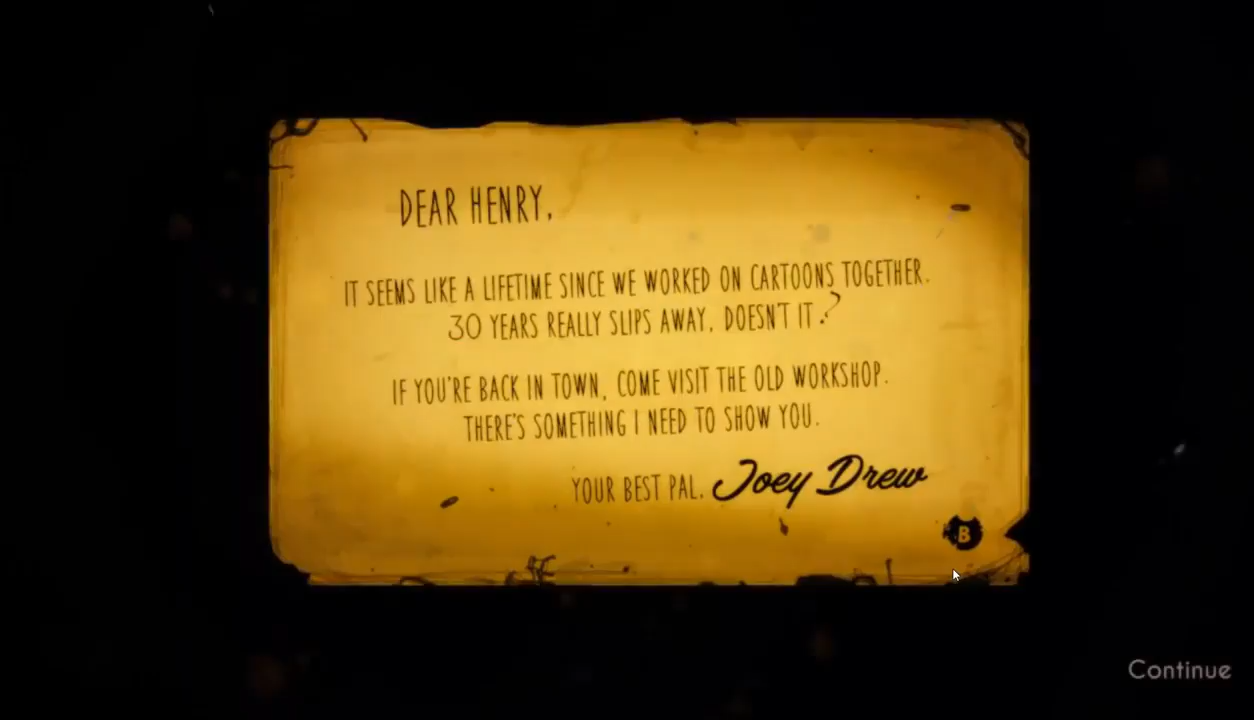 DEAR HENRY,
IT SEEMS LIKE A LIFETIME SINCE WE WORKED ON CARTOONS TOGETHER.
30 YEARS REALLY SLIPS AWAY, DOESN'T IT?
IF YOU'RE BACK IN TOWN, COME VISIT THE OLD WORKSHOP.
THERE'S SOMETHING I NEED TO SHOW YOU.
YOUR BEST PAL, Joey Drew
B
Continue